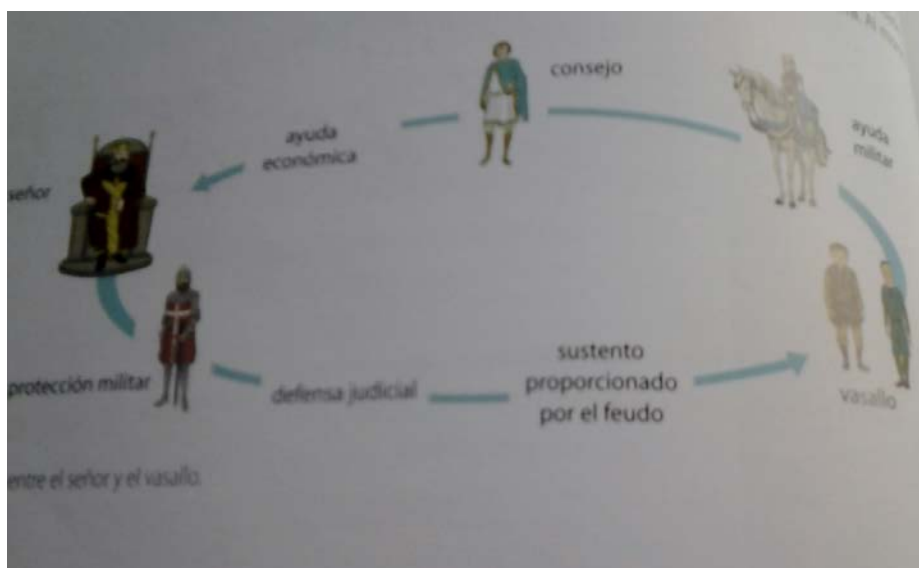 consejo
ayuda
económica
ayuda
militar
señor
protección militar
defensa judicial
sustento
proporcionado
por el feudo
vasallo
entre el señor y el vasallo.